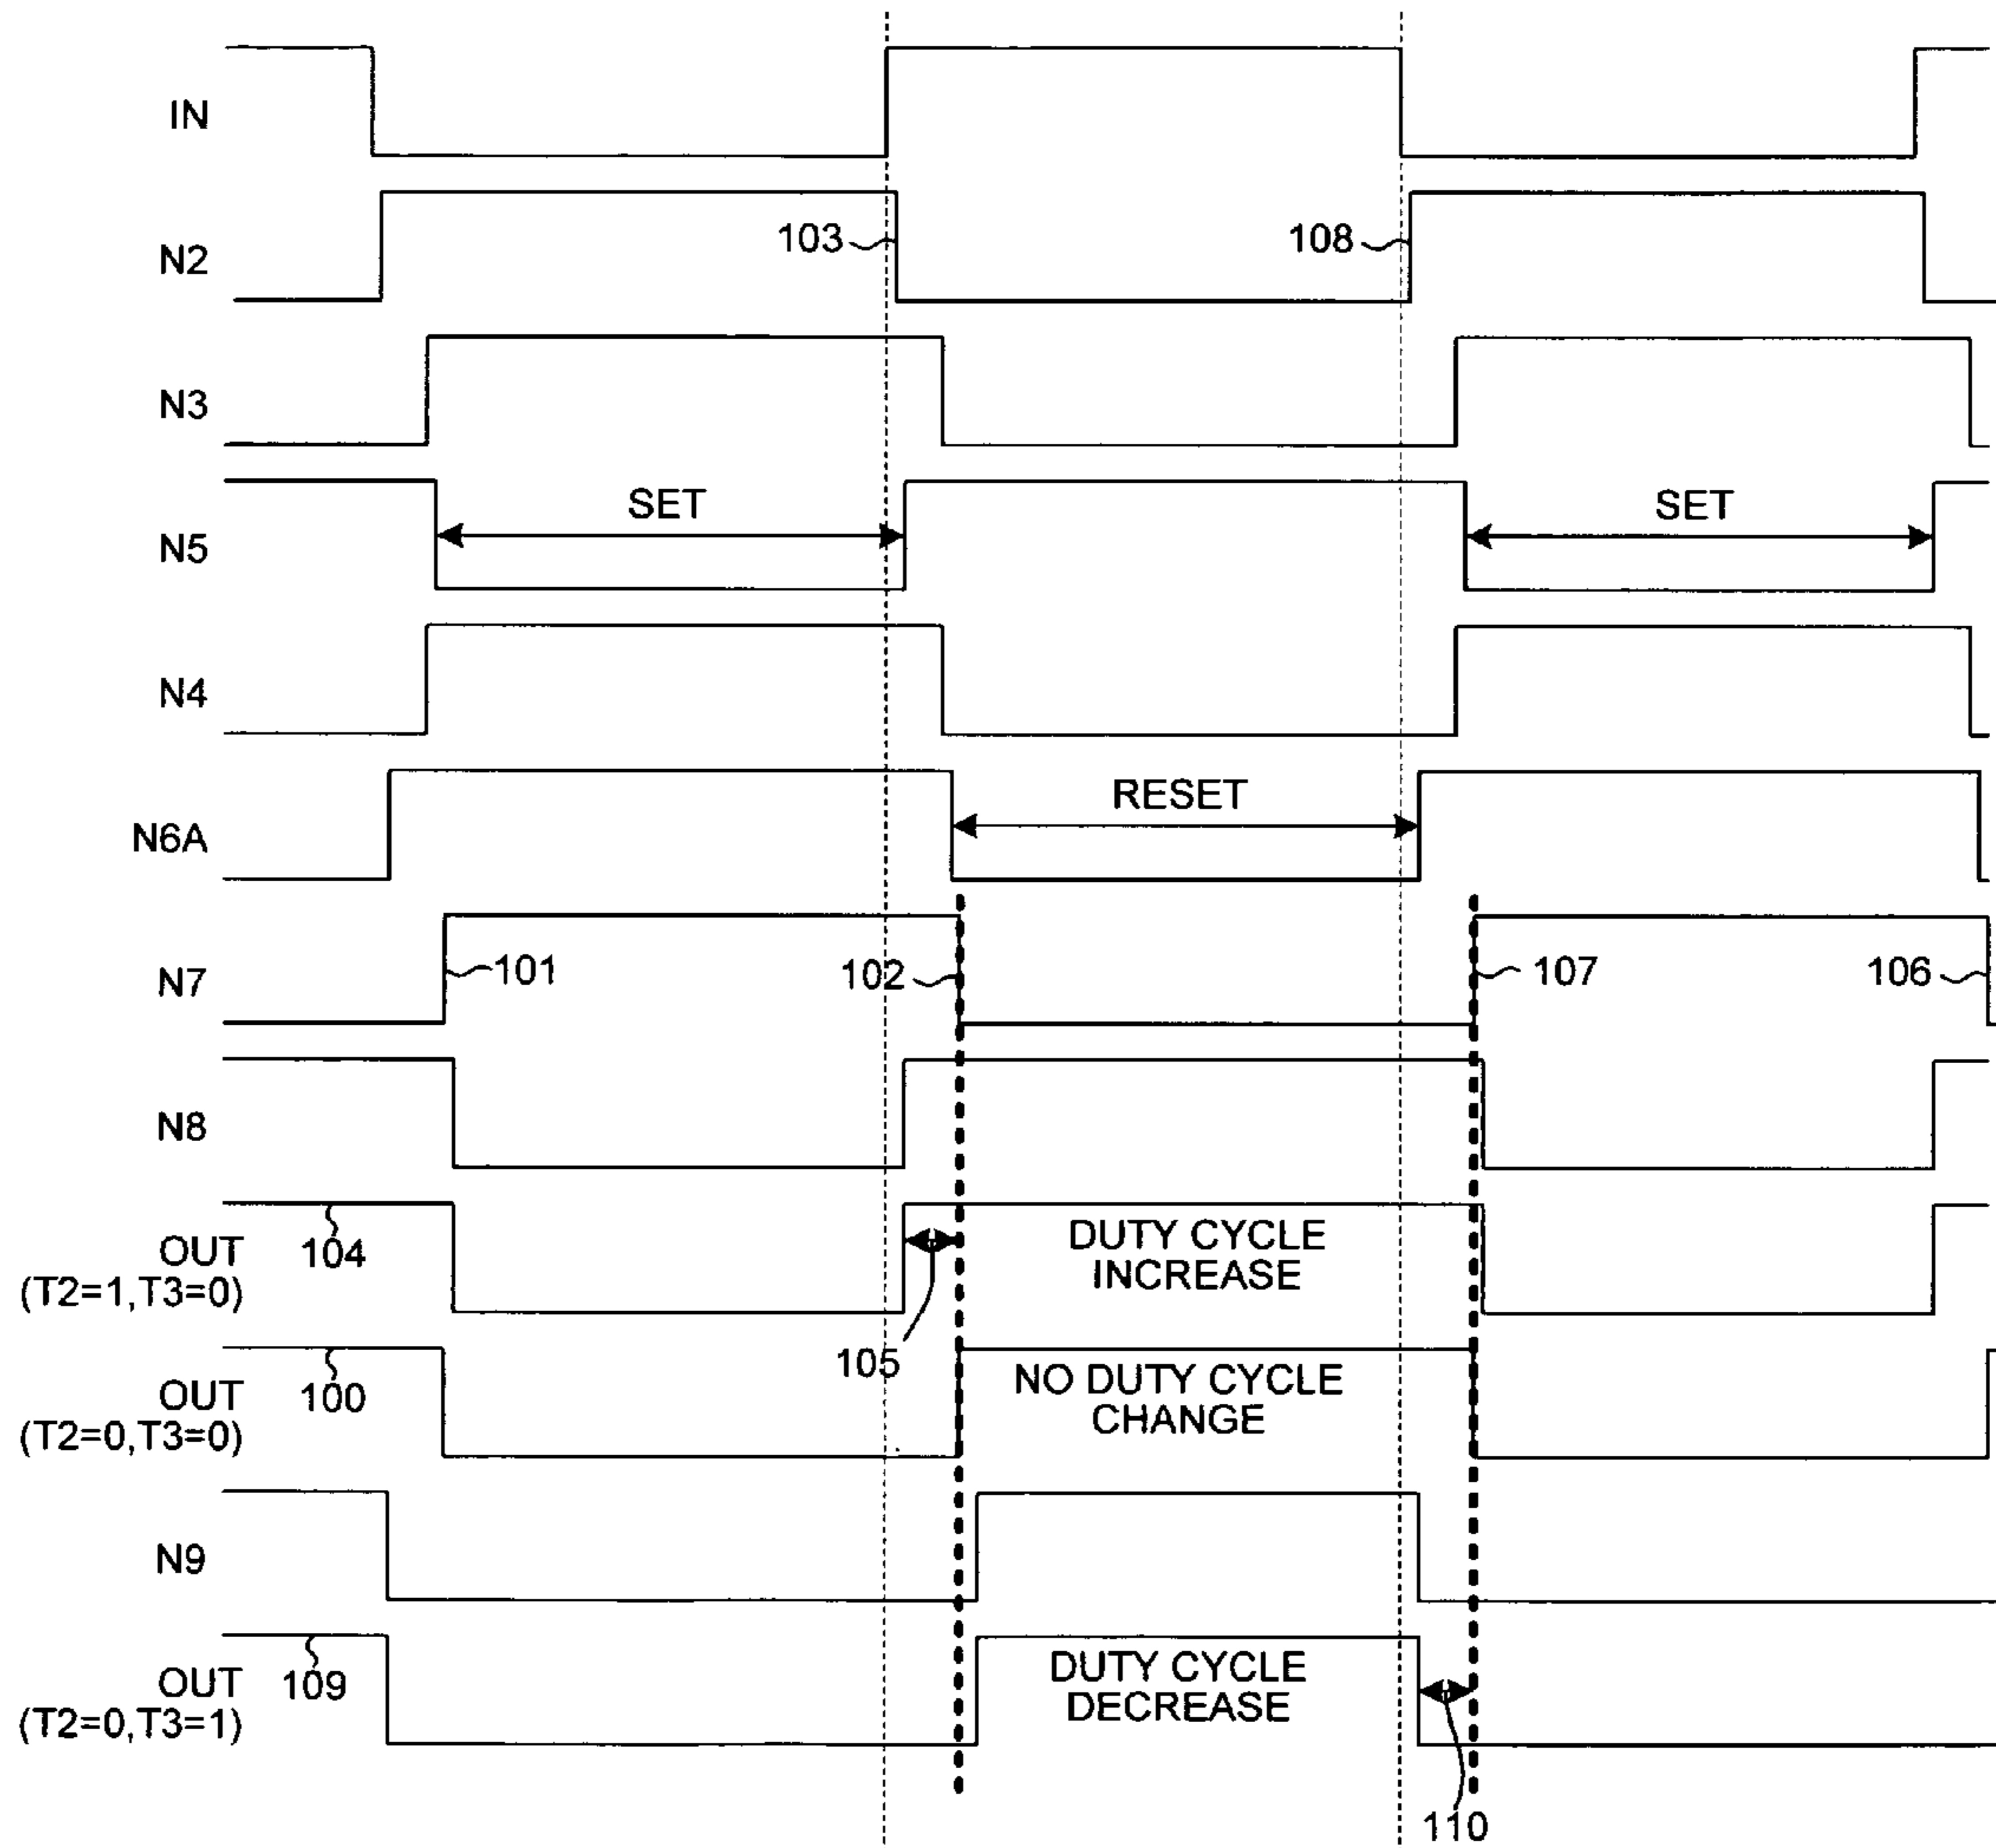 IN
N2
103
108
N3
N5
SET
SET
N4
N6A
RESET
N7
101
102
107
106
N8
OUT
(T2=1,T3=0)
104
105
DUTY CYCLE
INCREASE
OUT
(T2=0,T3=0)
100
NO DUTY CYCLE
CHANGE
N9
OUT
(T2=0,T3=1)
109
DUTY CYCLE
DECREASE
110